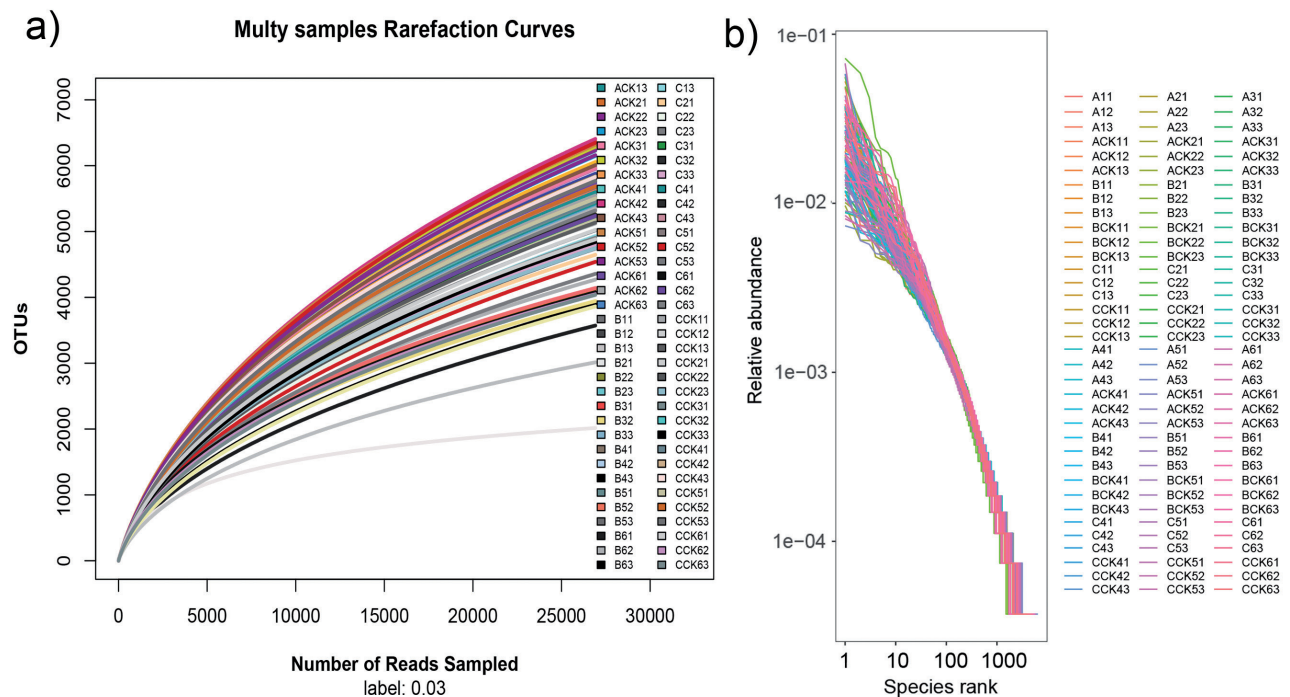 a)
Multy samples Rarefaction Curves
OTUs
7000
6000
5000
4000
3000
2000
1000
0
ACK13 C13
ACK21 C21
ACK22 C22
ACK23 C23
ACK31 C31
ACK32 C32
ACK33 C33
ACK41 C41
ACK42 C42
ACK43 C43
ACK51 C51
ACK52 C52
ACK53 C53
ACK61 C61
ACK62 C62
ACK63 C63
B11 CCK11
B12 CCK12
B13 CCK13
B21 CCK21
B22 CCK22
B23 CCK23
B31 CCK31
B32 CCK32
B33 CCK33
B41 CCK41
B42 CCK42
B43 CCK43
B51 CCK51
B52 CCK52
B53 CCK53
B61 CCK61
B62 CCK62
B63 CCK63
0 5000 10000 15000 20000 25000 30000
Number of Reads Sampled
label: 0.03
b)
Relative abundance
1e−01
1e−02
1e−03
1e−04
1 10 100 1000
Species rank
A11 A21 A31
A12 A22 A32
A13 A23 A33
ACK11 ACK21 ACK31
ACK12 ACK22 ACK32
ACK13 ACK23 ACK33
B11 B21 B31
B12 B22 B32
B13 B23 B33
BCK11 BCK21 BCK31
BCK12 BCK22 BCK32
BCK13 BCK23 BCK33
C11 C21 C31
C12 C22 C32
C13 C23 C33
CCK11 CCK21 CCK31
CCK12 CCK22 CCK32
CCK13 CCK23 CCK33
A41 A51 A61
A42 A52 A62
A43 A53 A63
ACK41 ACK51 ACK61
ACK42 ACK52 ACK62
ACK43 ACK53 ACK63
B41 B51 B61
B42 B52 B62
B43 B53 B63
BCK41 BCK51 BCK61
BCK42 BCK52 BCK62
BCK43 BCK53 BCK63
C41 C51 C61
C42 C52 C62
C43 C53 C63
CCK41 CCK51 CCK61
CCK42 CCK52 CCK62
CCK43 CCK53 CCK63